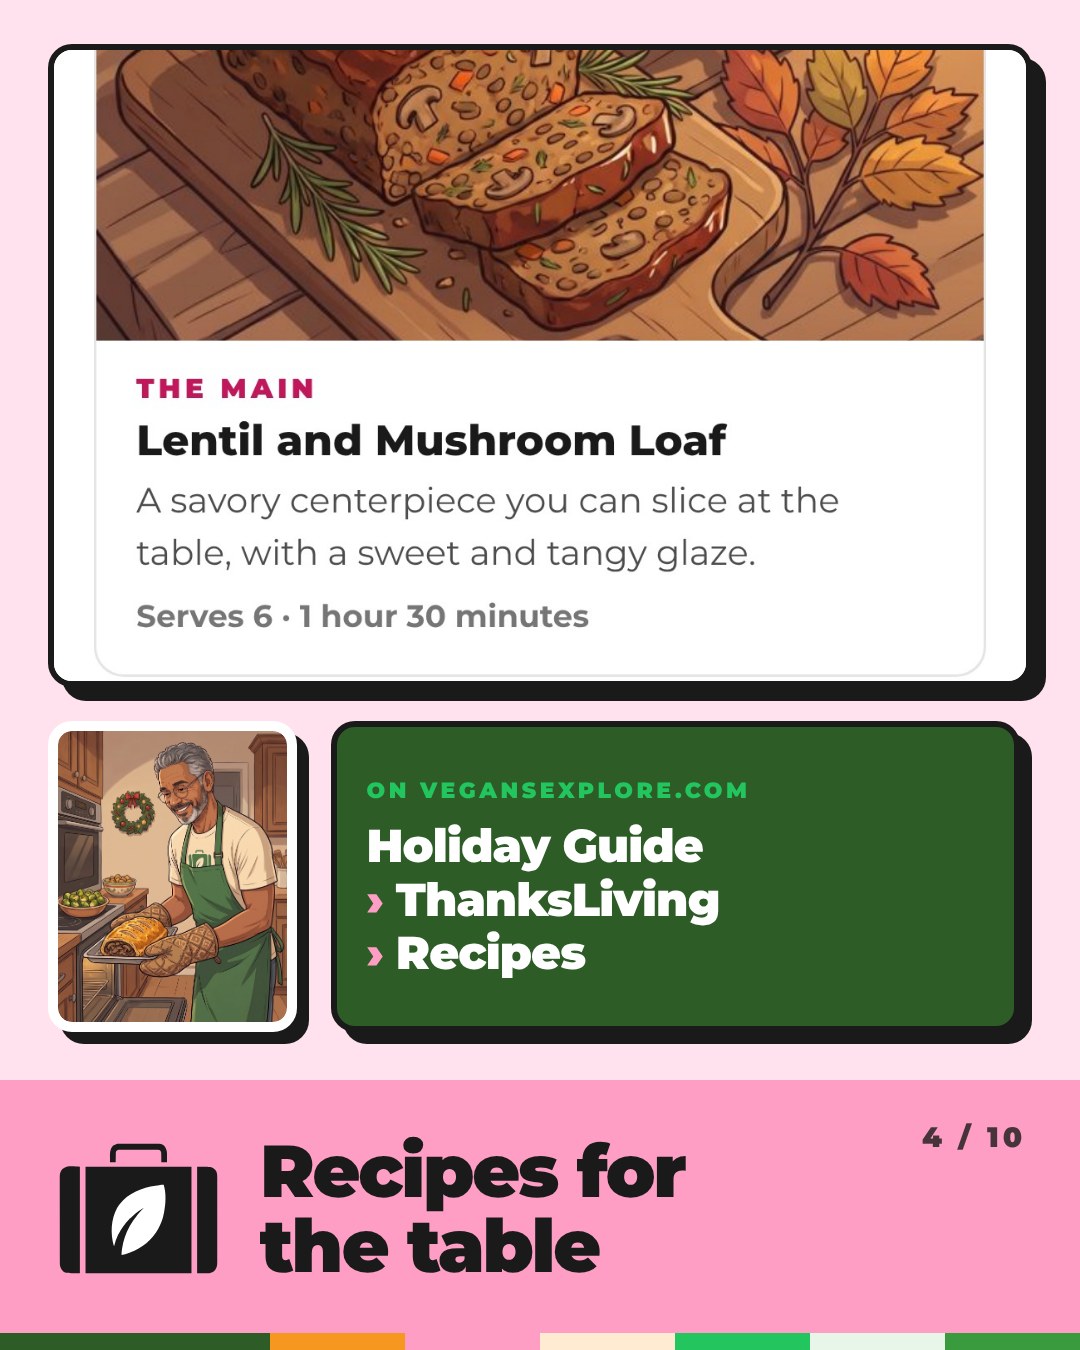 THE MAIN
Lentil and Mushroom Loaf
A savory centerpiece you can slice at the
table, with a sweet and tangy glaze.
Serves 6 · 1 hour 30 minutes
ON VEGANSEXPLORE.COM
Holiday Guide
› ThanksLiving
› Recipes
4 / 10
Recipes for
the table